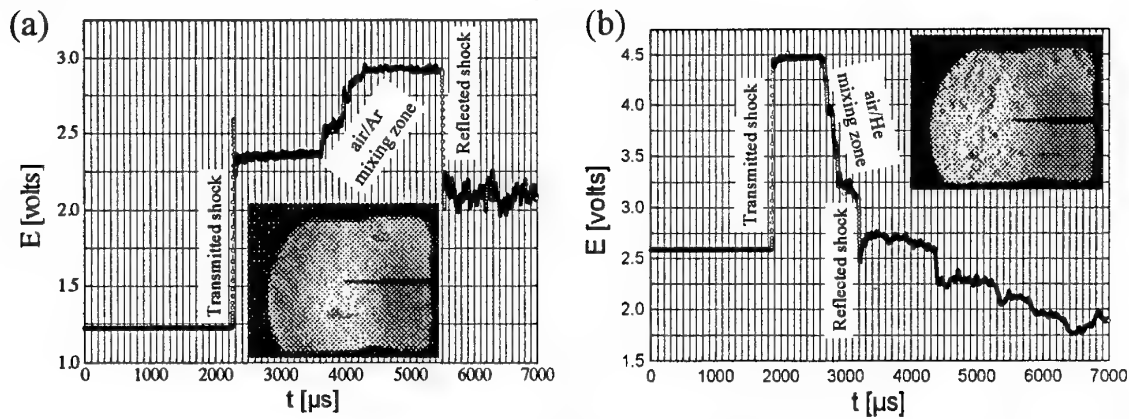 (a)
E [volts]
3.0
2.5
2.0
1.5
1.0
Transmitted shock
air/Ar
mixing zone
Reflected shock
0 1000 2000 3000 4000 5000 6000 7000
t [μs]
(b)
E [volts]
4.5
4.0
3.5
3.0
2.5
2.0
1.5
Transmitted shock
air/He
mixing zone
Reflected shock
0 1000 2000 3000 4000 5000 6000 7000
t [μs]